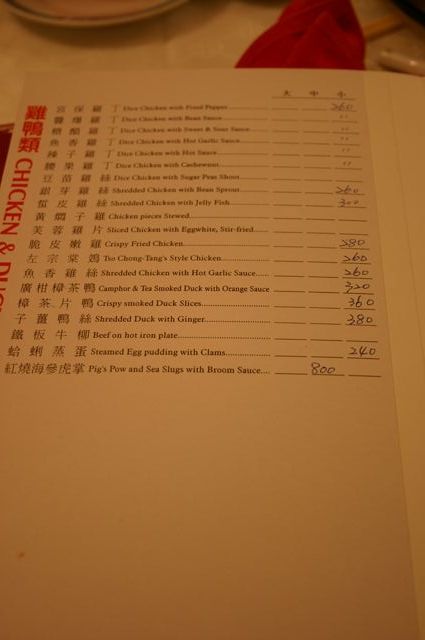 雞鴨類 CHICKEN & DUCK
大 中 小
宮保雞丁 Dice Chicken with Fried Pepper 260
醬爆雞丁 Dice Chicken with Bean Sauce "
糖醋雞丁 Dice Chicken with Sweet & Sour Sauce "
魚香雞丁 Dice Chicken with Hot Garlic Sauce "
辣子雞丁 Dice Chicken with Hot Sauce "
腰果雞丁 Dice Chicken with Cashewnut "
豆苗雞絲 Dice Chicken with Sugar Peas Shoot
銀芽雞絲 Shredded Chicken with Bean Sprout 260
蜇皮雞絲 Shredded Chicken with Jelly Fish 300
黃燜子雞 Chicken pieces Stewed
芙蓉雞片 Sliced Chicken with Eggwhite, Stir-fried
脆皮嫩雞 Crispy Fried Chicken 280
左宗棠鷄 Tso Chong-Tang's Style Chicken 260
魚香雞絲 Shredded Chicken with Hot Garlic Sauce 260
廣柑樟茶鴨 Camphor & Tea Smoked Duck with Orange Sauce 320
樟茶片鴨 Crispy smoked Duck Slices 360
子薑鴨絲 Shredded Duck with Ginger 380
鐵板牛柳 Beef on hot iron plate
蛤蜊蒸蛋 Steamed Egg pudding with Clams 240
紅燒海參虎掌 Pig's Pow and Sea Slugs with Broom Sauce 800